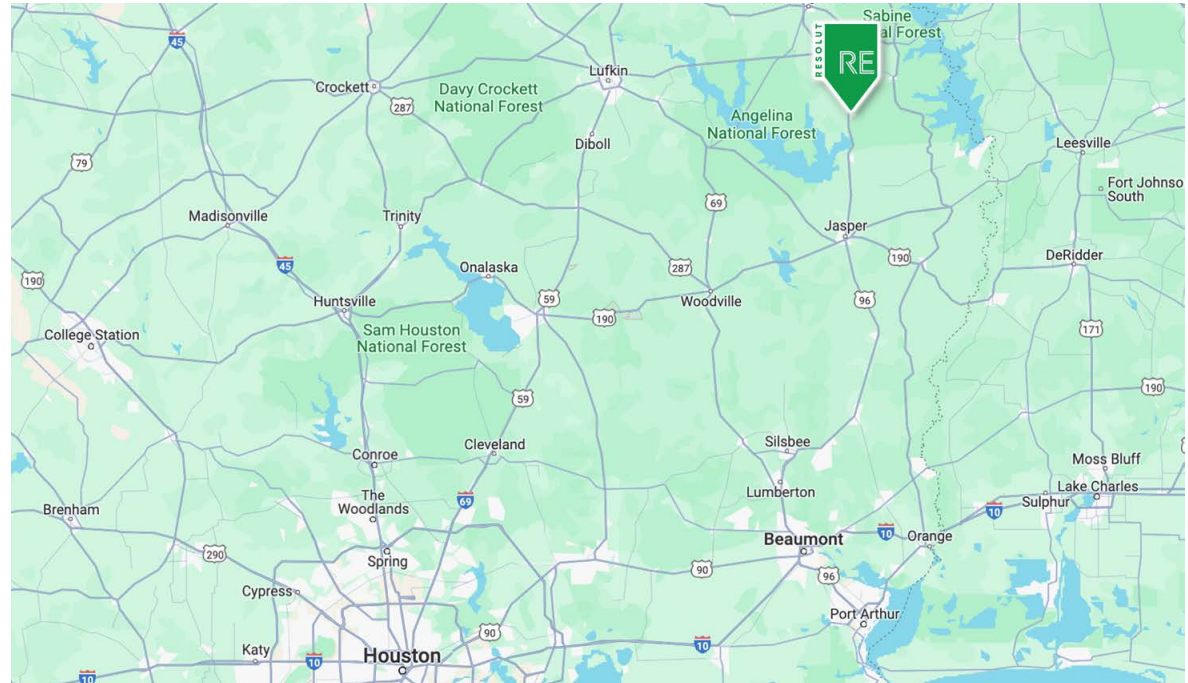 45
Crockett
287
Davy Crockett
National Forest
Lufkin
Diboll
RESOLUT
RE
Sabine
al Forest
Angelina
National Forest
Leesville
Fort Johnso
South
79
Madisonville
Trinity
69
Jasper
190
DeRidder
45
Onalaska
287
190
Huntsville
59
190
Woodville
96
College Station
Sam Houston
National Forest
171
59
190
Cleveland
Silsbee
Conroe
Lumberton
Moss Bluff
Lake Charles
Sulphur
The
Woodlands
69
10
Brenham
Beaumont
10
Orange
290
Spring
90
96
Cypress
Port Arthur
90
Katy
10
Houston
10
10